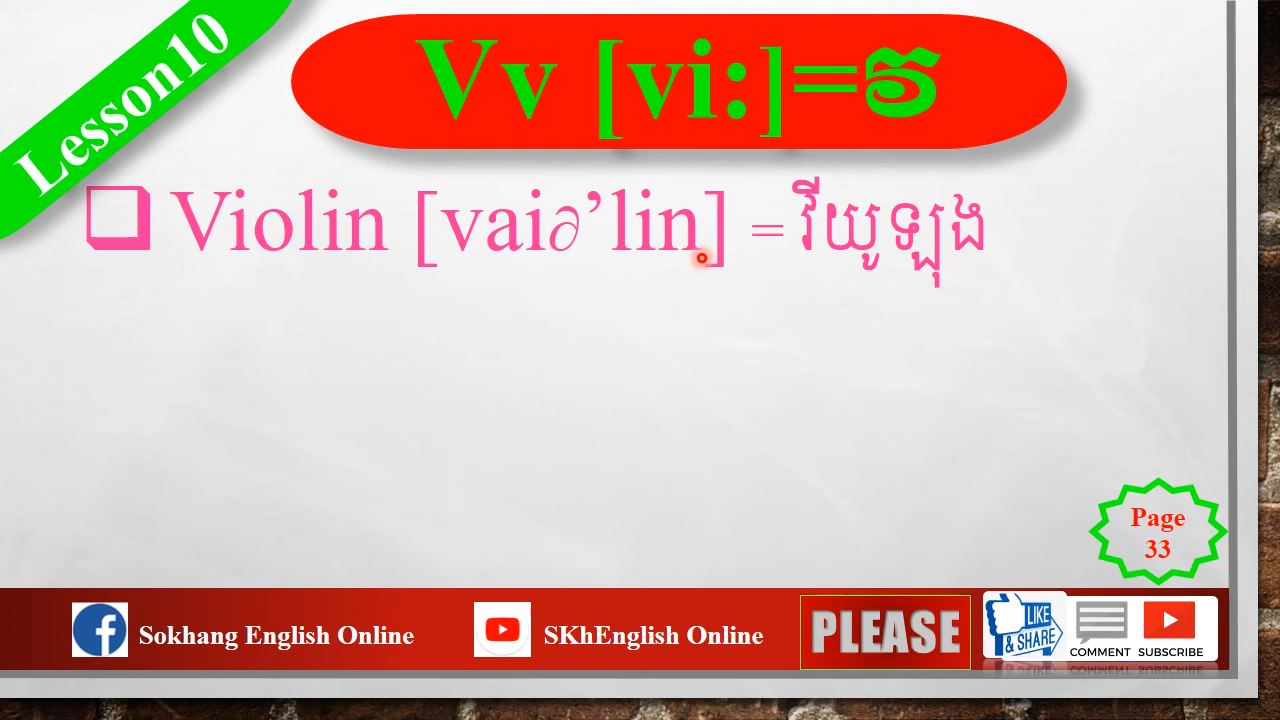 Lesson10
Vv [vi:]=វី
Violin [vai∂’lin] = វីយូឡុង
Page
33
Sokhang English Online
SKhEnglish Online
PLEASE
LIKE
& SHARE
COMMENT
SUBSCRIBE